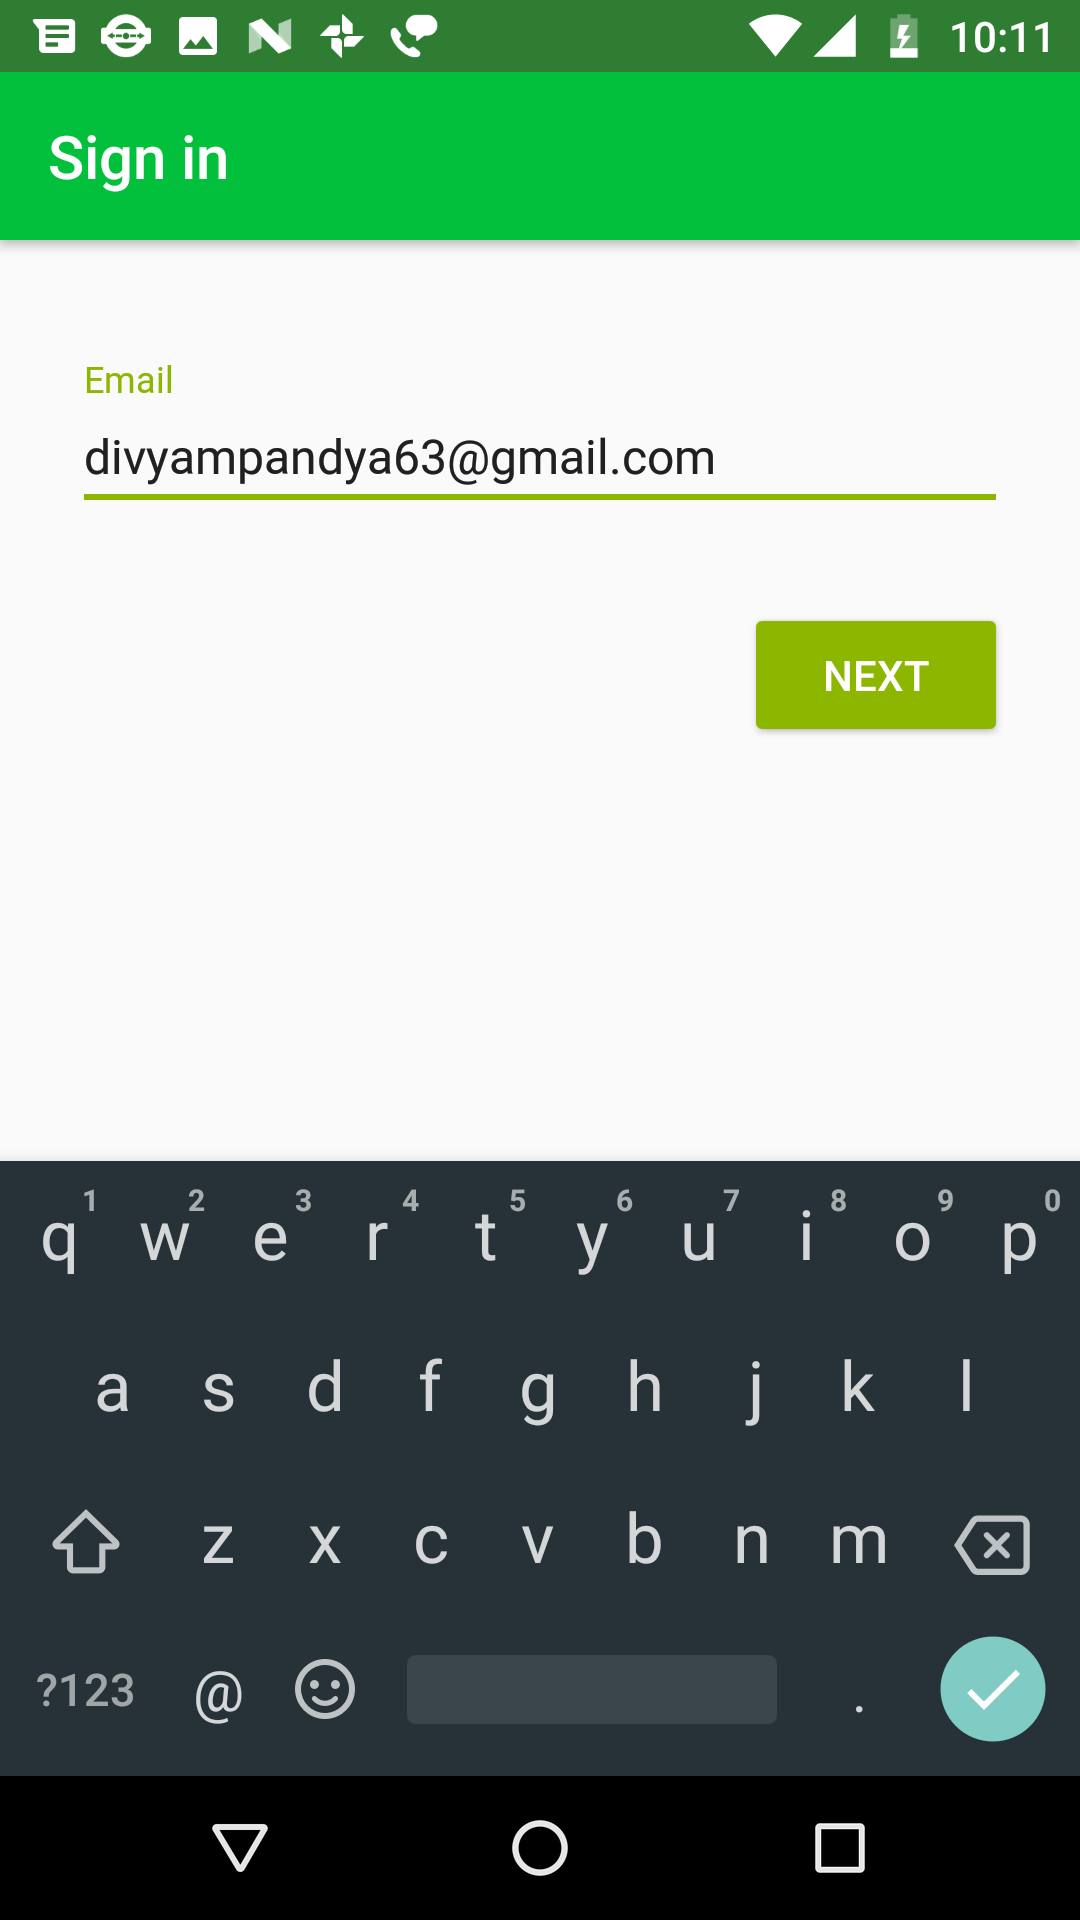 10:11
Sign in
Email
divyampandya63@gmail.com
NEXT
1 2 3 4 5 6 7 8 9 0
q w e r t y u i o p
a s d f g h j k l
z x c v b n m
?123 @ .